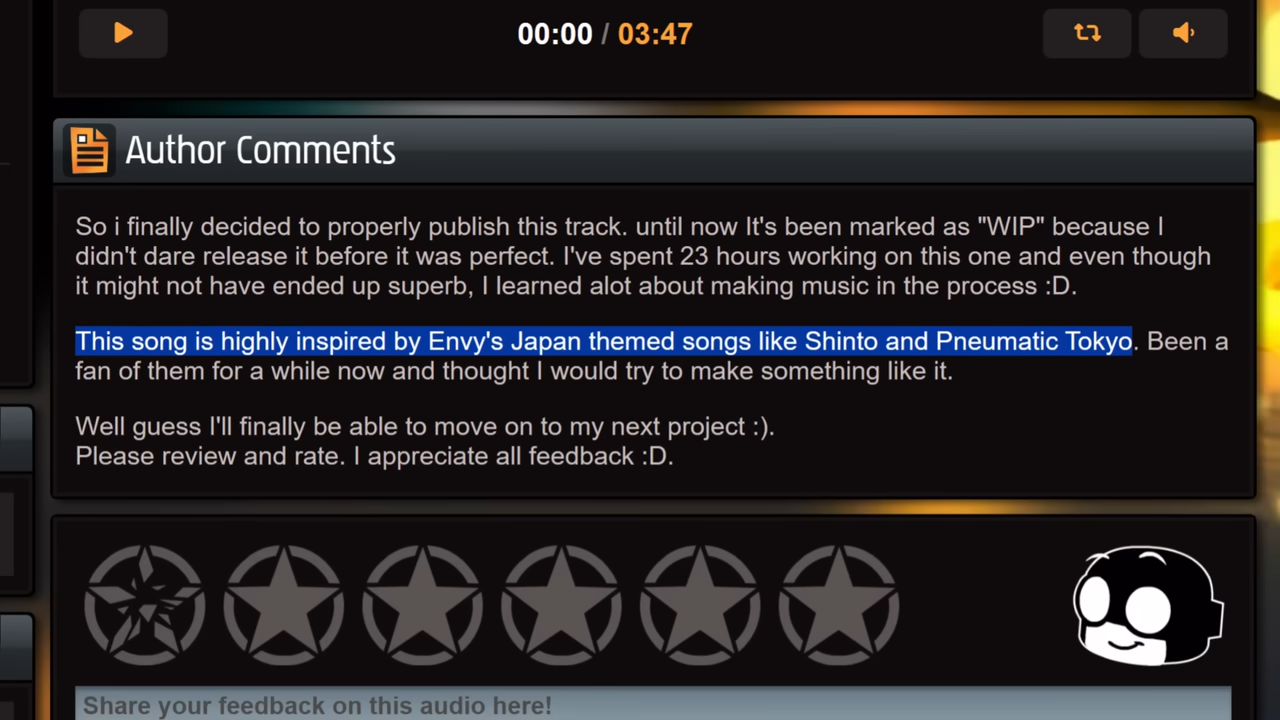 00:00 / 03:47
Author Comments
So i finally decided to properly publish this track. until now It's been marked as "WIP" because I
didn't dare release it before it was perfect. I've spent 23 hours working on this one and even though
it might not have ended up superb, I learned alot about making music in the process :D.
This song is highly inspired by Envy's Japan themed songs like Shinto and Pneumatic Tokyo. Been a
fan of them for a while now and thought I would try to make something like it.
Well guess I'll finally be able to move on to my next project :).
Please review and rate. I appreciate all feedback :D.
Share your feedback on this audio here!